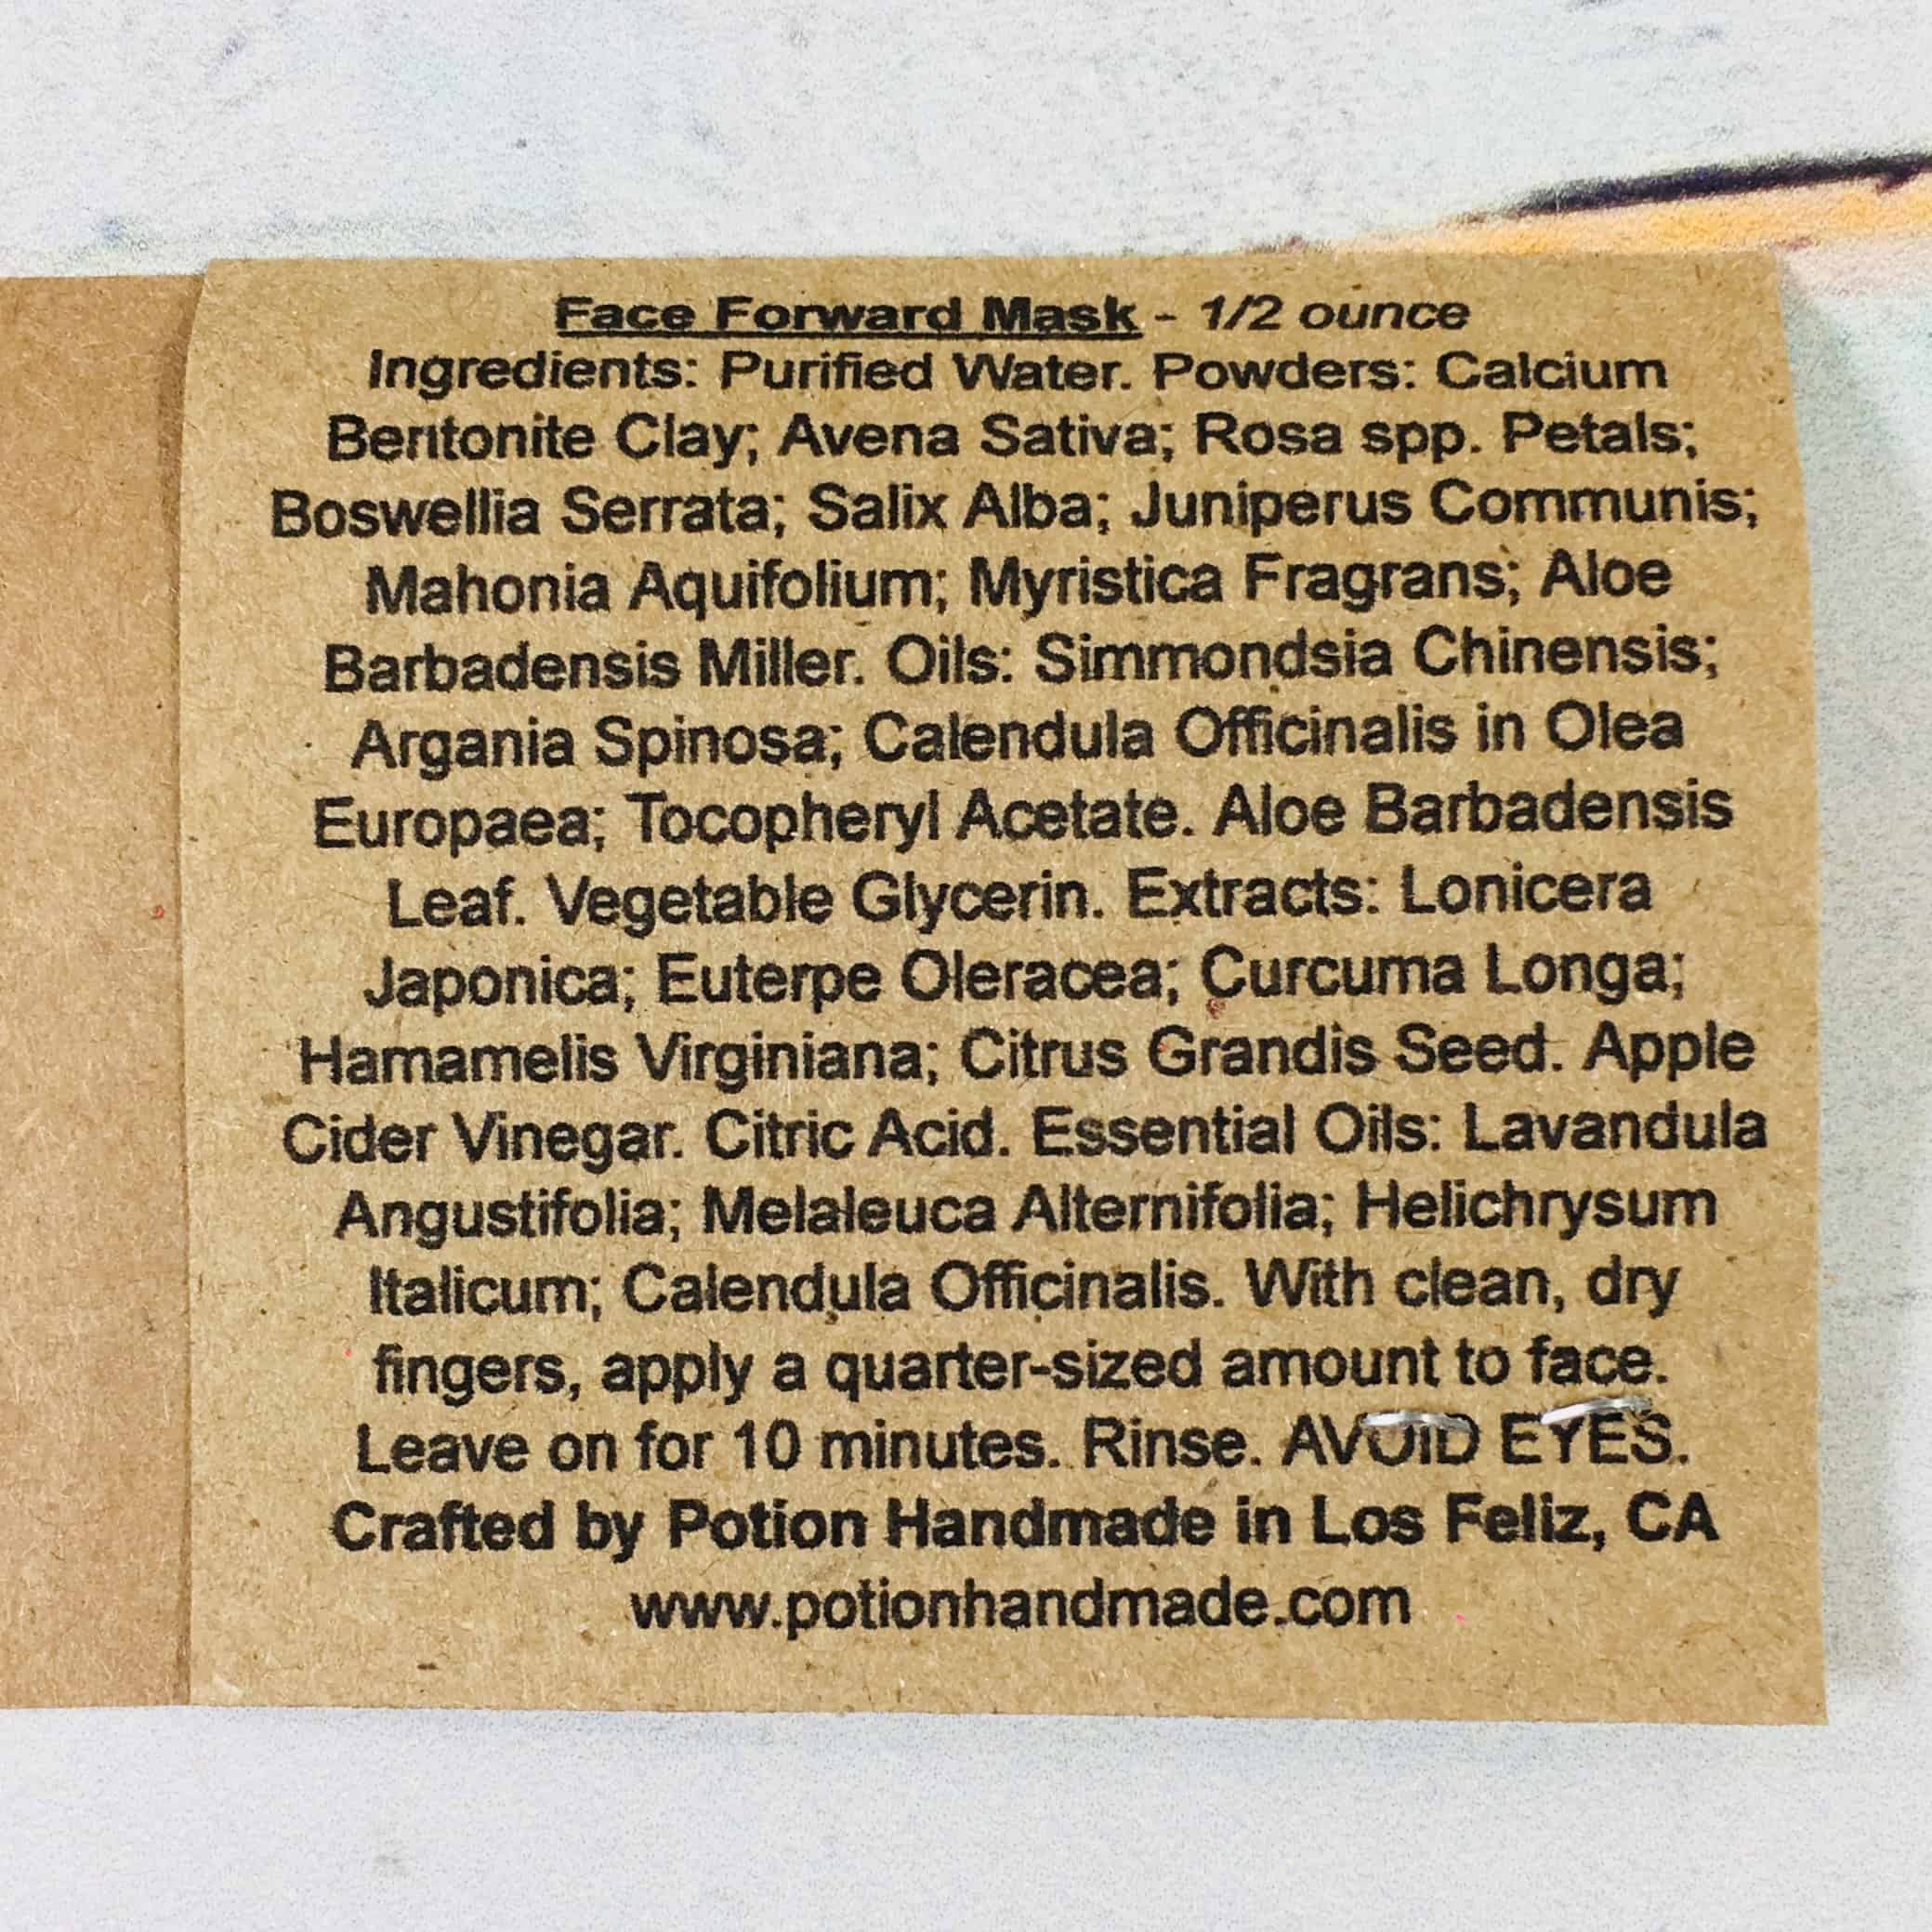 Face Forward Mask - 1/2 ounce
Ingredients: Purified Water. Powders: Calcium
Bentonite Clay; Avena Sativa; Rosa spp. Petals;
Boswellia Serrata; Salix Alba; Juniperus Communis;
Mahonia Aquifolium; Myristica Fragrans; Aloe
Barbadensis Miller. Oils: Simmondsia Chinensis;
Argania Spinosa; Calendula Officinalis in Olea
Europaea; Tocopheryl Acetate. Aloe Barbadensis
Leaf. Vegetable Glycerin. Extracts: Lonicera
Japonica; Euterpe Oleracea; Curcuma Longa;
Hamamelis Virginiana; Citrus Grandis Seed. Apple
Cider Vinegar. Citric Acid. Essential Oils: Lavandula
Angustifolia; Melaleuca Alternifolia; Helichrysum
Italicum; Calendula Officinalis. With clean, dry
fingers, apply a quarter-sized amount to face.
Leave on for 10 minutes. Rinse. AVOID EYES.
Crafted by Potion Handmade in Los Feliz, CA
www.potionhandmade.com